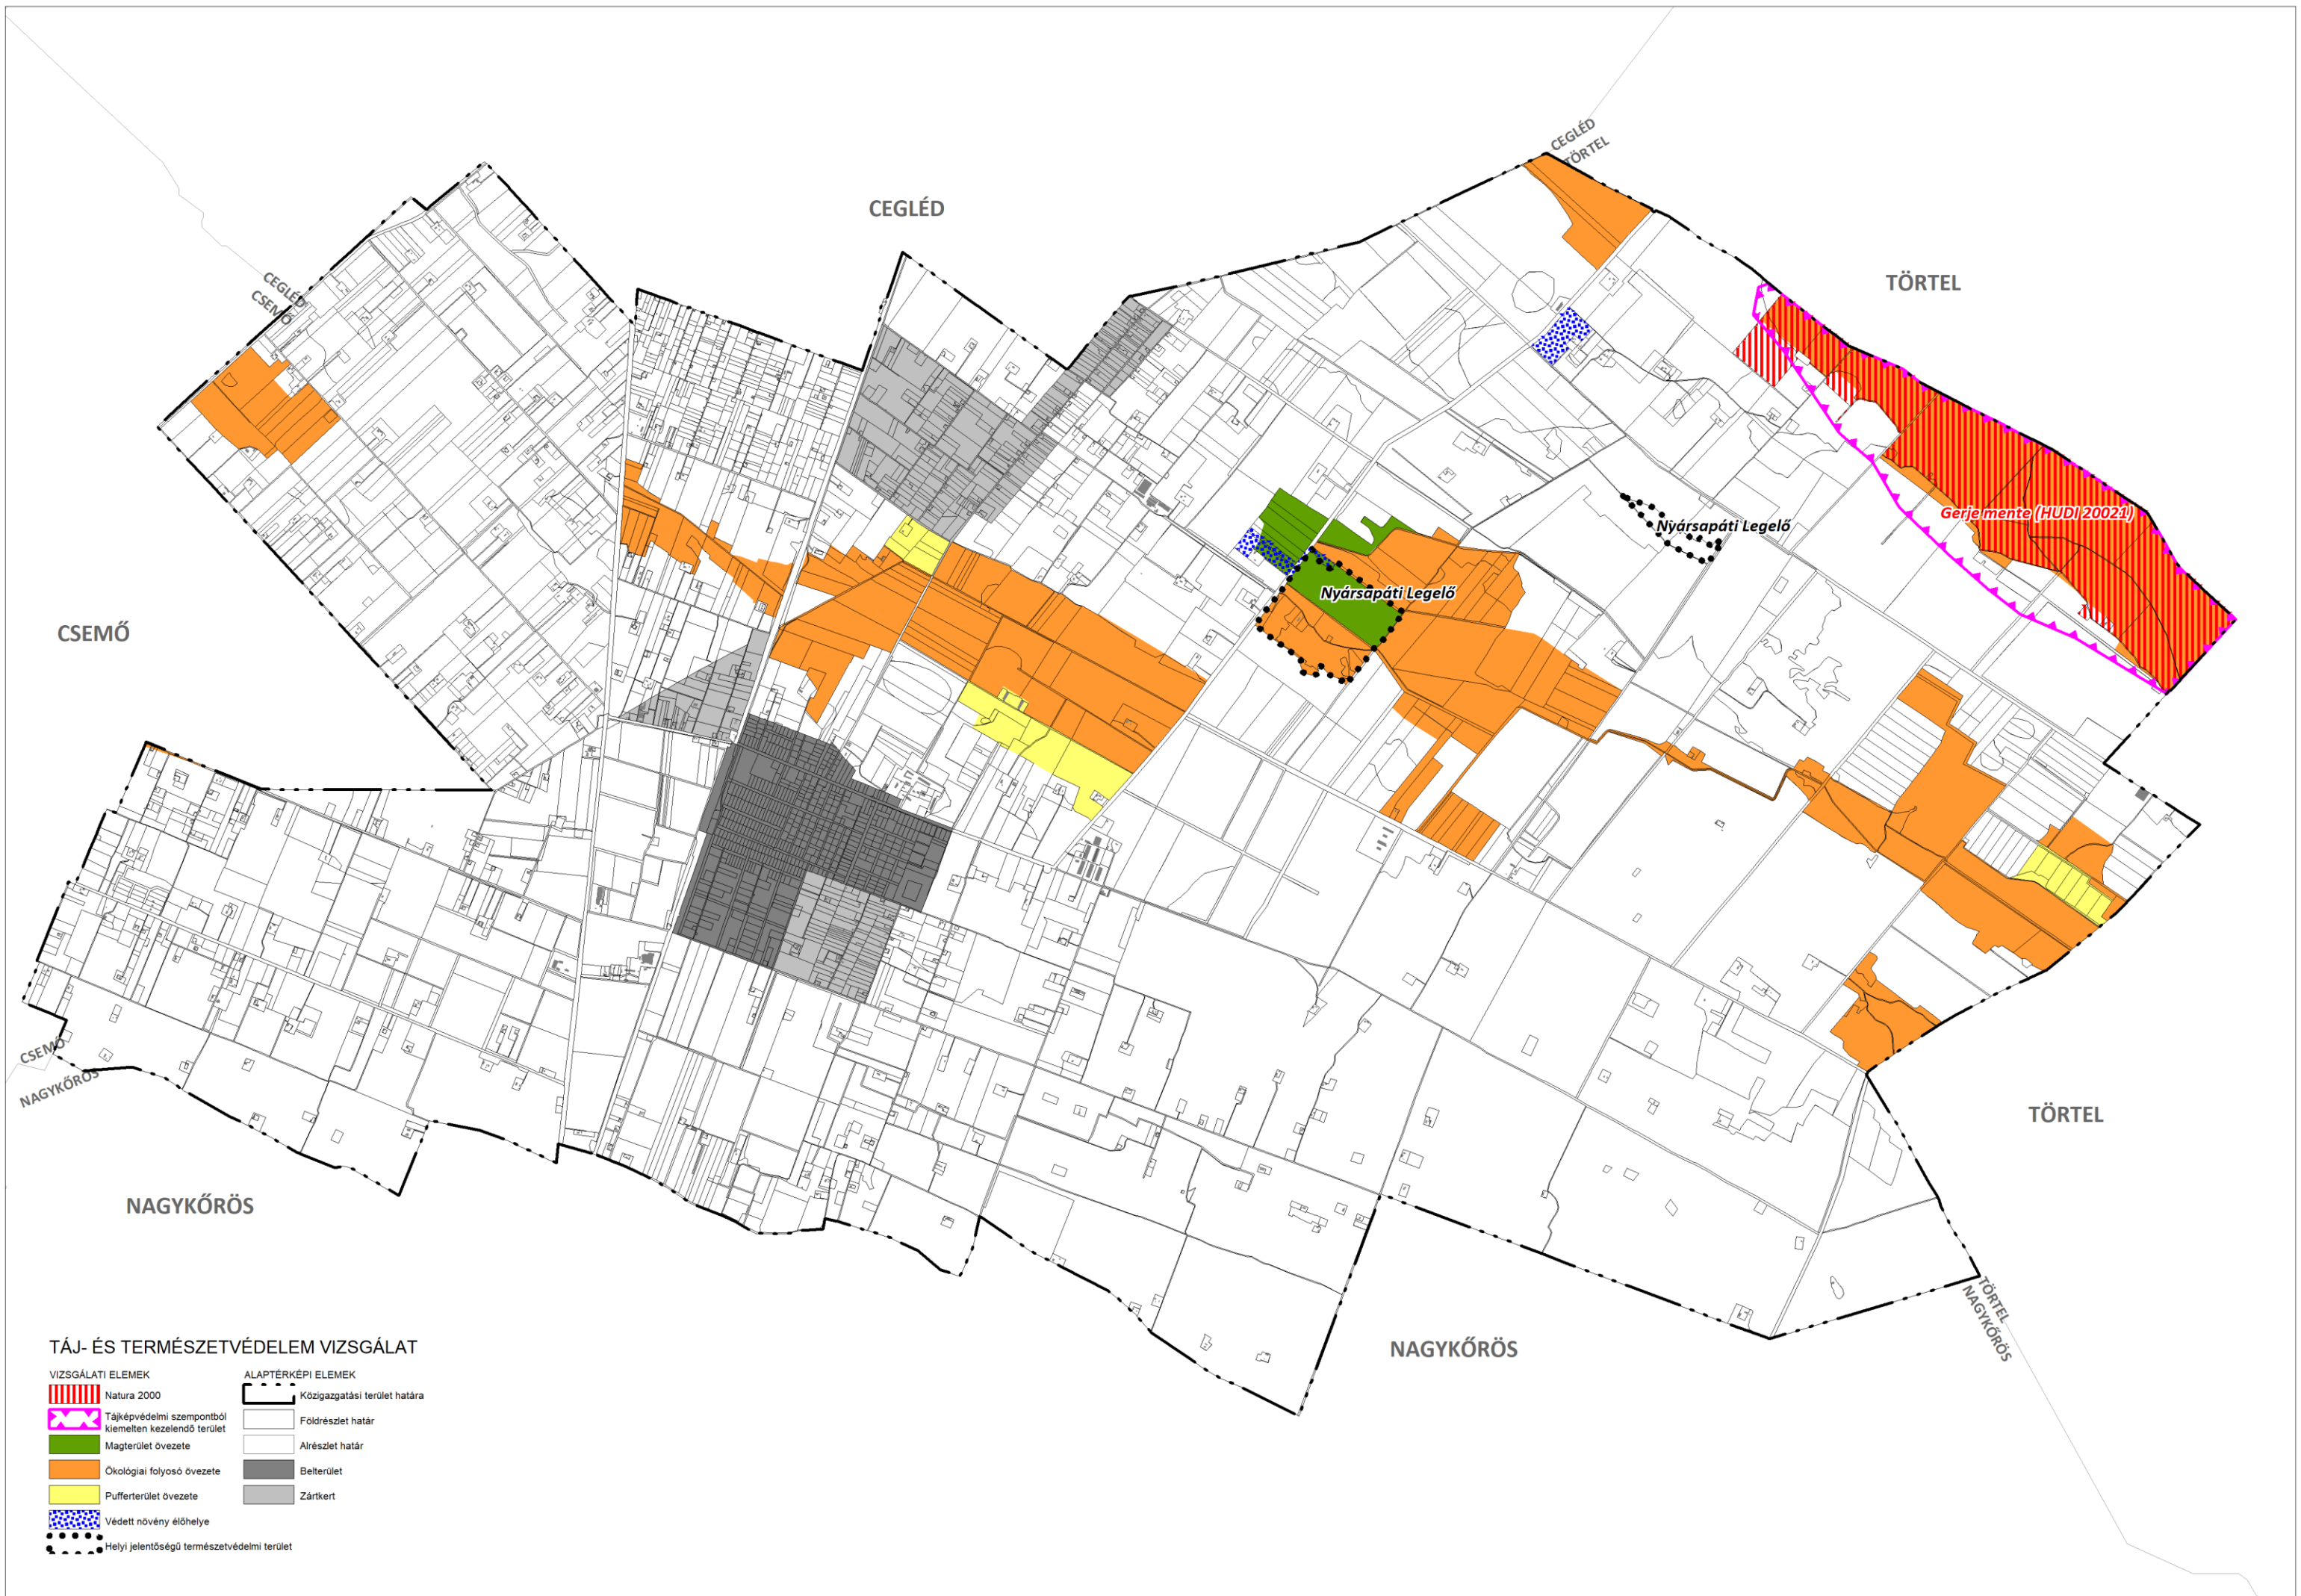 CEGLÉD
TÖRTEL
CEGLÉD
TÖRTEL
CEGLÉD
CSEMŐ
Gerje mente (HUDI 20021)
Nyársapáti Legelő
Nyársapáti Legelő
CSEMŐ
CSEMŐ
NAGYKŐRÖS
TÖRTEL
NAGYKŐRÖS
TÖRTEL
NAGYKŐRÖS
NAGYKŐRÖS
TÁJ- ÉS TERMÉSZETVÉDELEM VIZSGÁLAT
VIZSGÁLATI ELEMEK
Natura 2000
Tájképvédelmi szempontból
kiemelten kezelendő terület
Magterület övezete
Ökológiai folyosó övezete
Pufferterület övezete
Védett növény élőhelye
Helyi jelentőségű természetvédelmi terület
ALAPTÉRKÉPI ELEMEK
Közigazgatási terület határa
Földrészlet határ
Alrészlet határ
Belterület
Zártkert